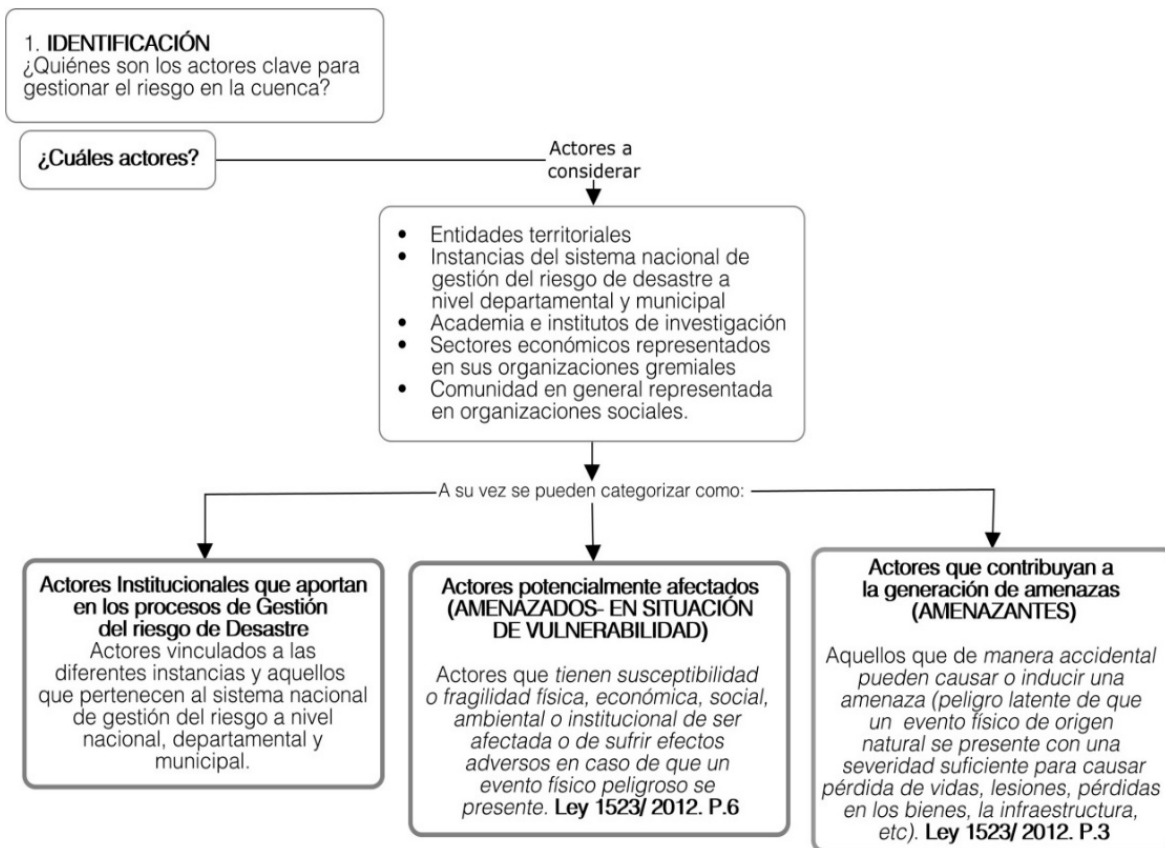 1. IDENTIFICACIÓN
¿Quiénes son los actores clave para
gestionar el riesgo en la cuenca?
¿Cuáles actores?
Actores a
considerar
• Entidades territoriales
• Instancias del sistema nacional de
gestión del riesgo de desastre a
nivel departamental y municipal
• Academia e institutos de investigación
• Sectores económicos representados
en sus organizaciones gremiales
• Comunidad en general representada
en organizaciones sociales.
A su vez se pueden categorizar como:
Actores Institucionales que aportan
en los procesos de Gestión
del riesgo de Desastre
Actores vinculados a las
diferentes instancias y aquellos
que pertenecen al sistema nacional
de gestión del riesgo a nivel
nacional, departamental y
municipal.
Actores potencialmente afectados
(AMENAZADOS- EN SITUACIÓN
DE VULNERABILIDAD)
Actores que tienen susceptibilidad
o fragilidad física, económica, social,
ambiental o institucional de ser
afectada o de sufrir efectos
adversos en caso de que un
evento físico peligroso se
presente. Ley 1523/ 2012. P.6
Actores que contribuyan a
la generación de amenazas
(AMENAZANTES)
Aquellos que de manera accidental
pueden causar o inducir una
amenaza (peligro latente de que
un evento físico de origen
natural se presente con una
severidad suficiente para causar
pérdida de vidas, lesiones, pérdidas
en los bienes, la infraestructura,
etc). Ley 1523/ 2012. P.3